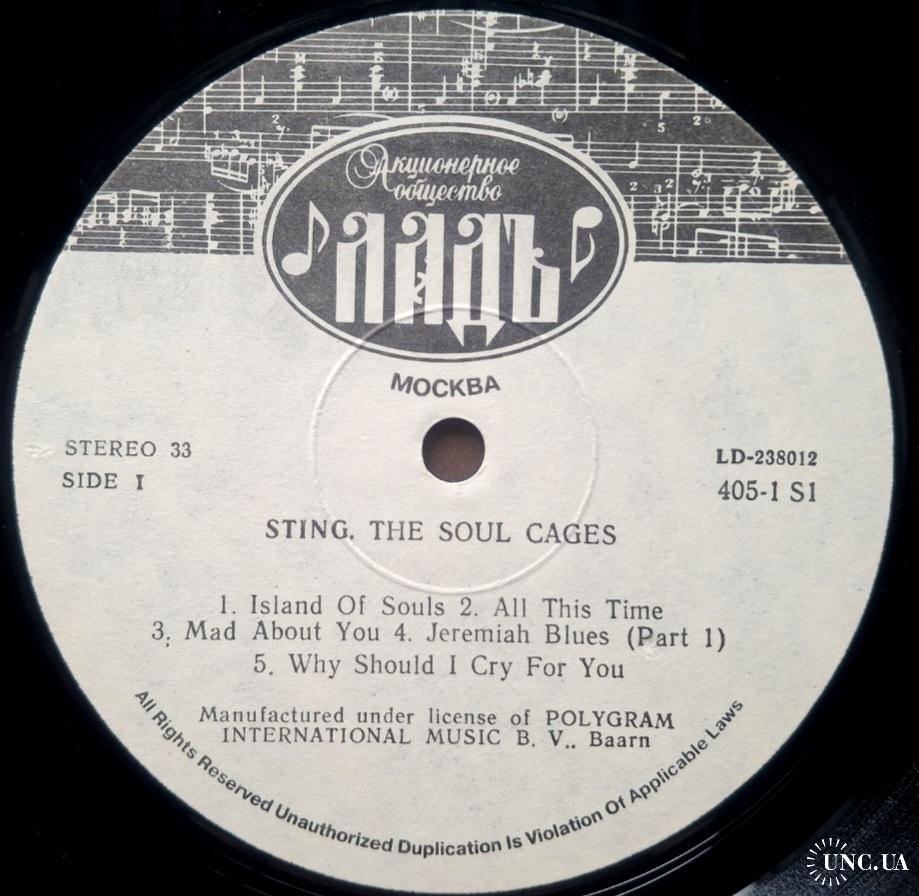 Акционерное
общество
ЛАДЪ
МОСКВА
STEREO 33
SIDE I
LD-238012
405-1 S1
STING. THE SOUL CAGES
1. Island Of Souls 2. All This Time
3. Mad About You 4. Jeremiah Blues (Part 1)
5. Why Should I Cry For You
Manufactured under license of POLYGRAM
INTERNATIONAL MUSIC B. V.. Baarn
All Rights Reserved Unauthorized Duplication Is Violation Of Applicable Laws
UNC.UA